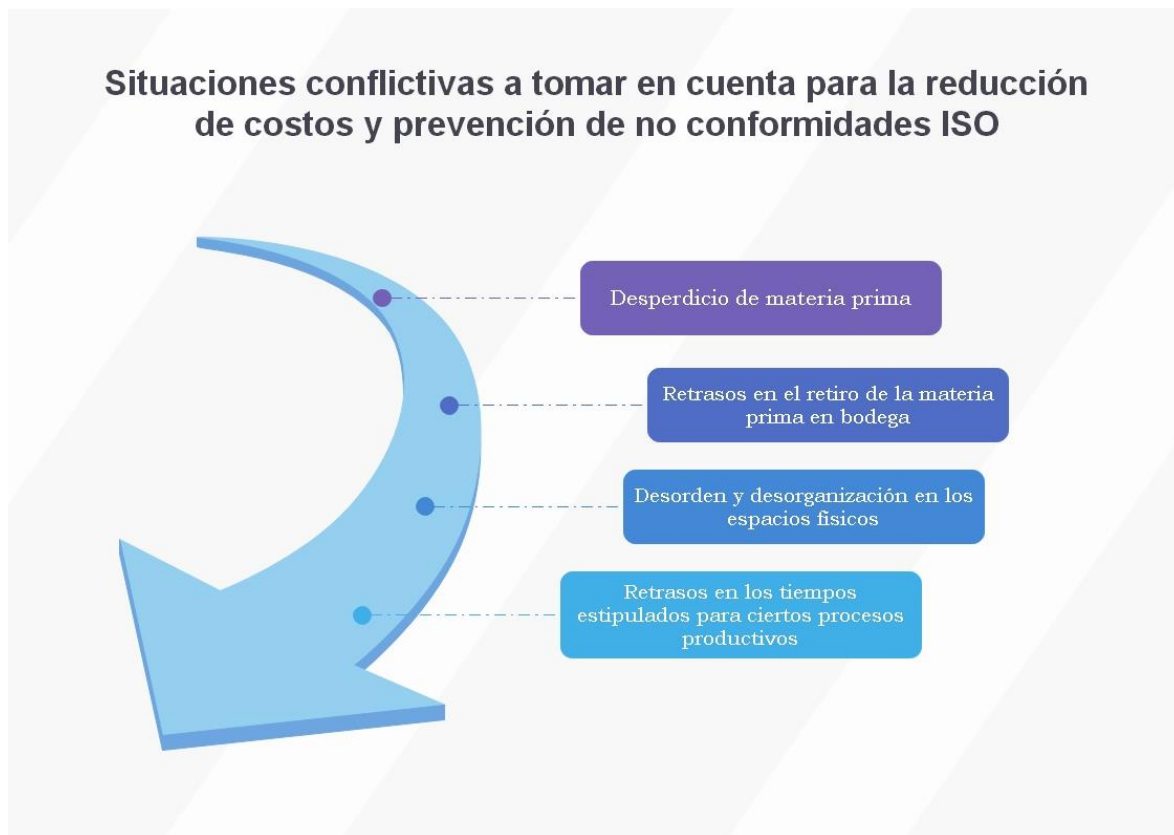 Situaciones conflictivas a tomar en cuenta para la reducción
de costos y prevención de no conformidades ISO
Desperdicio de materia prima
Retrasos en el retiro de la materia
prima en bodega
Desorden y desorganización en los
espacios físicos
Retrasos en los tiempos
estipulados para ciertos procesos
productivos